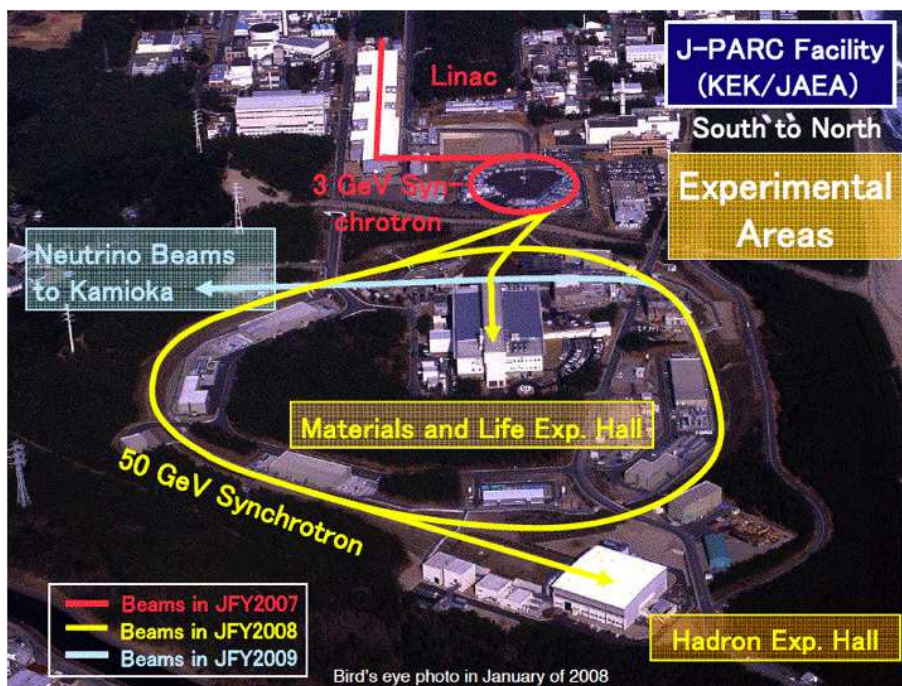 J-PARC Facility
(KEK/JAEA)
South to North
Experimental
Areas
Linac
3 GeV Syn-
chrotron
Neutrino Beams
to Kamioka
Materials and Life Exp. Hall
50 GeV Synchrotron
Hadron Exp. Hall
Beams in JFY2007
Beams in JFY2008
Beams in JFY2009
Bird's eye photo in January of 2008